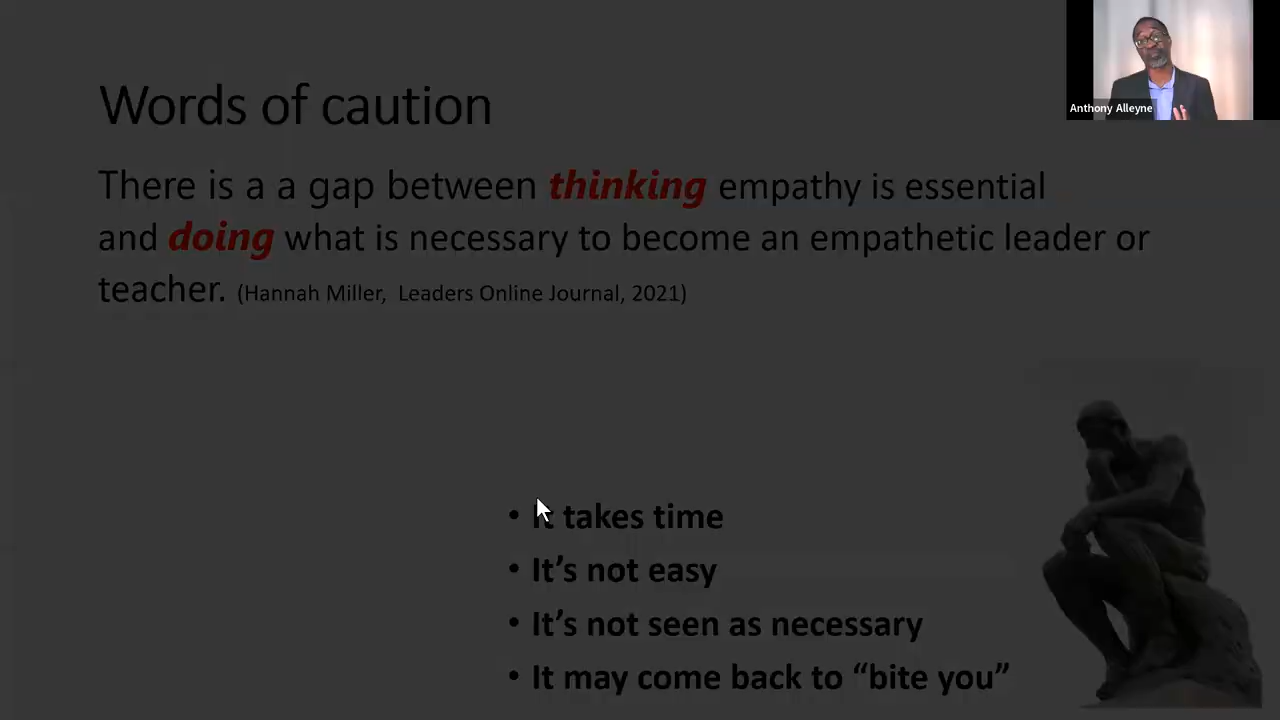 Anthony Alleyne
Words of caution
There is a a gap between thinking empathy is essential
and doing what is necessary to become an empathetic leader or
teacher. (Hannah Miller, Leaders Online Journal, 2021)
• It takes time
• It’s not easy
• It’s not seen as necessary
• It may come back to “bite you”